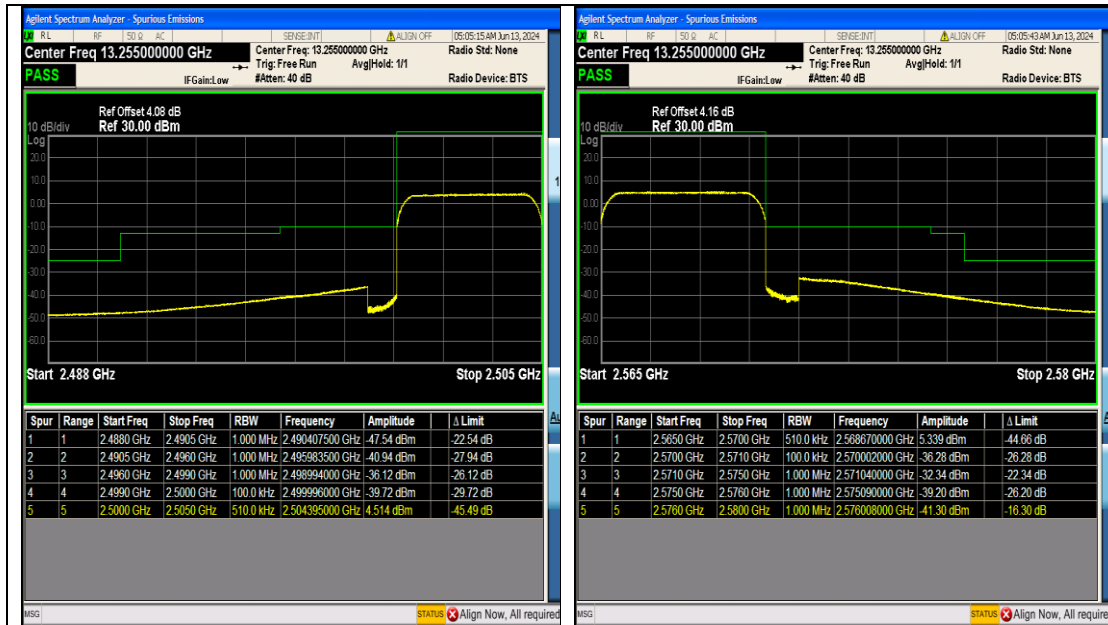 Agilent Spectrum Analyzer - Spurious Emissions
RL RF 50 Ω AC SENSE:INT ALIGN OFF 05:05:15 AM Jun 13, 2024
Center Freq 13.255000000 GHz
Center Freq: 13.255000000 GHz
Radio Std: None
Trig: Free Run Avg|Hold: 1/1
PASS
IFGain:Low #Atten: 40 dB
Radio Device: BTS
Ref Offset 4.08 dB
10 dB/div Ref 30.00 dBm
Log
20.0
10.0
0.00
-10.0
-20.0
-30.0
-40.0
-50.0
-60.0
Start 2.488 GHz Stop 2.505 GHz
Spur Range Start Freq Stop Freq RBW Frequency Amplitude Δ Limit
1 1 2.4880 GHz 2.4905 GHz 1.000 MHz 2.490407500 GHz -47.54 dBm -22.54 dB
2 2 2.4905 GHz 2.4960 GHz 1.000 MHz 2.495983500 GHz -40.94 dBm -27.94 dB
3 3 2.4960 GHz 2.4990 GHz 1.000 MHz 2.498994000 GHz -36.12 dBm -26.12 dB
4 4 2.4990 GHz 2.5000 GHz 100.0 kHz 2.499996000 GHz -39.72 dBm -29.72 dB
5 5 2.5000 GHz 2.5050 GHz 510.0 kHz 2.504395000 GHz 4.514 dBm -45.49 dB
MSG STATUS Align Now, All required
Agilent Spectrum Analyzer - Spurious Emissions
RL RF 50 Ω AC SENSE:INT ALIGN OFF 05:05:43 AM Jun 13, 2024
Center Freq 13.255000000 GHz
Center Freq: 13.255000000 GHz
Radio Std: None
Trig: Free Run Avg|Hold: 1/1
PASS
IFGain:Low #Atten: 40 dB
Radio Device: BTS
Ref Offset 4.16 dB
10 dB/div Ref 30.00 dBm
Log
20.0
10.0
0.00
-10.0
-20.0
-30.0
-40.0
-50.0
-60.0
Start 2.565 GHz Stop 2.58 GHz
Spur Range Start Freq Stop Freq RBW Frequency Amplitude Δ Limit
1 1 2.5650 GHz 2.5700 GHz 510.0 kHz 2.568670000 GHz 5.339 dBm -44.66 dB
2 2 2.5700 GHz 2.5710 GHz 100.0 kHz 2.570002000 GHz -36.28 dBm -26.28 dB
3 3 2.5710 GHz 2.5750 GHz 1.000 MHz 2.571040000 GHz -32.34 dBm -22.34 dB
4 4 2.5750 GHz 2.5760 GHz 1.000 MHz 2.575090000 GHz -39.20 dBm -26.20 dB
5 5 2.5760 GHz 2.5800 GHz 1.000 MHz 2.576008000 GHz -41.30 dBm -16.30 dB
MSG STATUS Align Now, All require